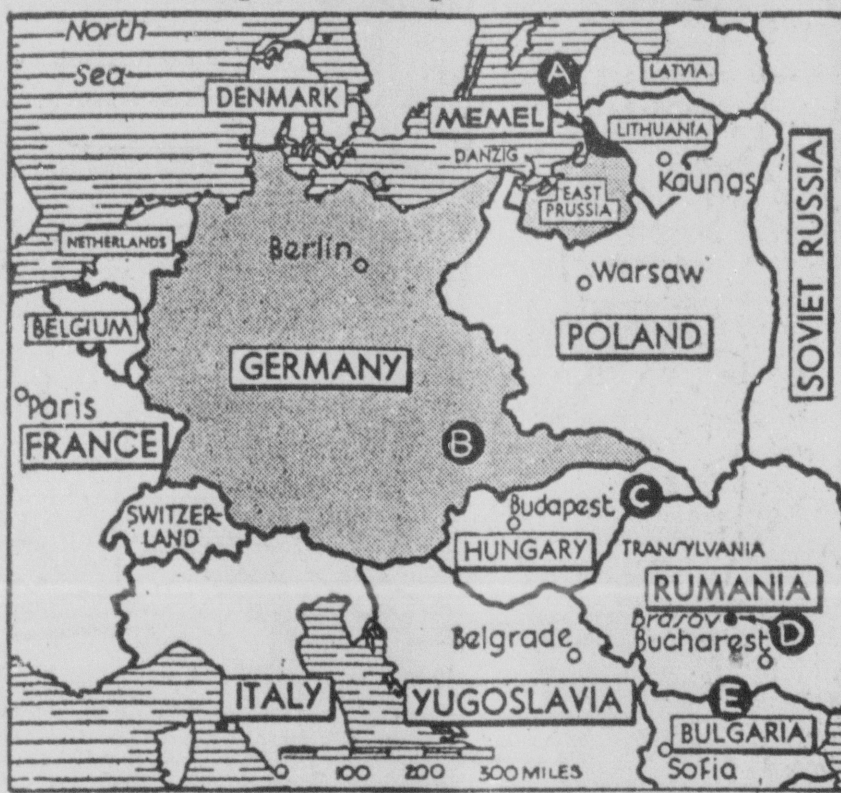 North
Sea
DENMARK
A
LATVIA
MEMEL
LITHUANIA
DANZIG
Kaunas
EAST
PRUSSIA
NETHERLANDS
Berlin
Warsaw
SOVIET RUSSIA
BELGIUM
POLAND
GERMANY
Paris
FRANCE
B
C
SWITZER-
LAND
Budapest
HUNGARY
TRANSYLVANIA
RUMANIA
Brasov
D
Bucharest
Belgrade
ITALY
YUGOSLAVIA
E
BULGARIA
Sofia
0 100 200 300 MILES